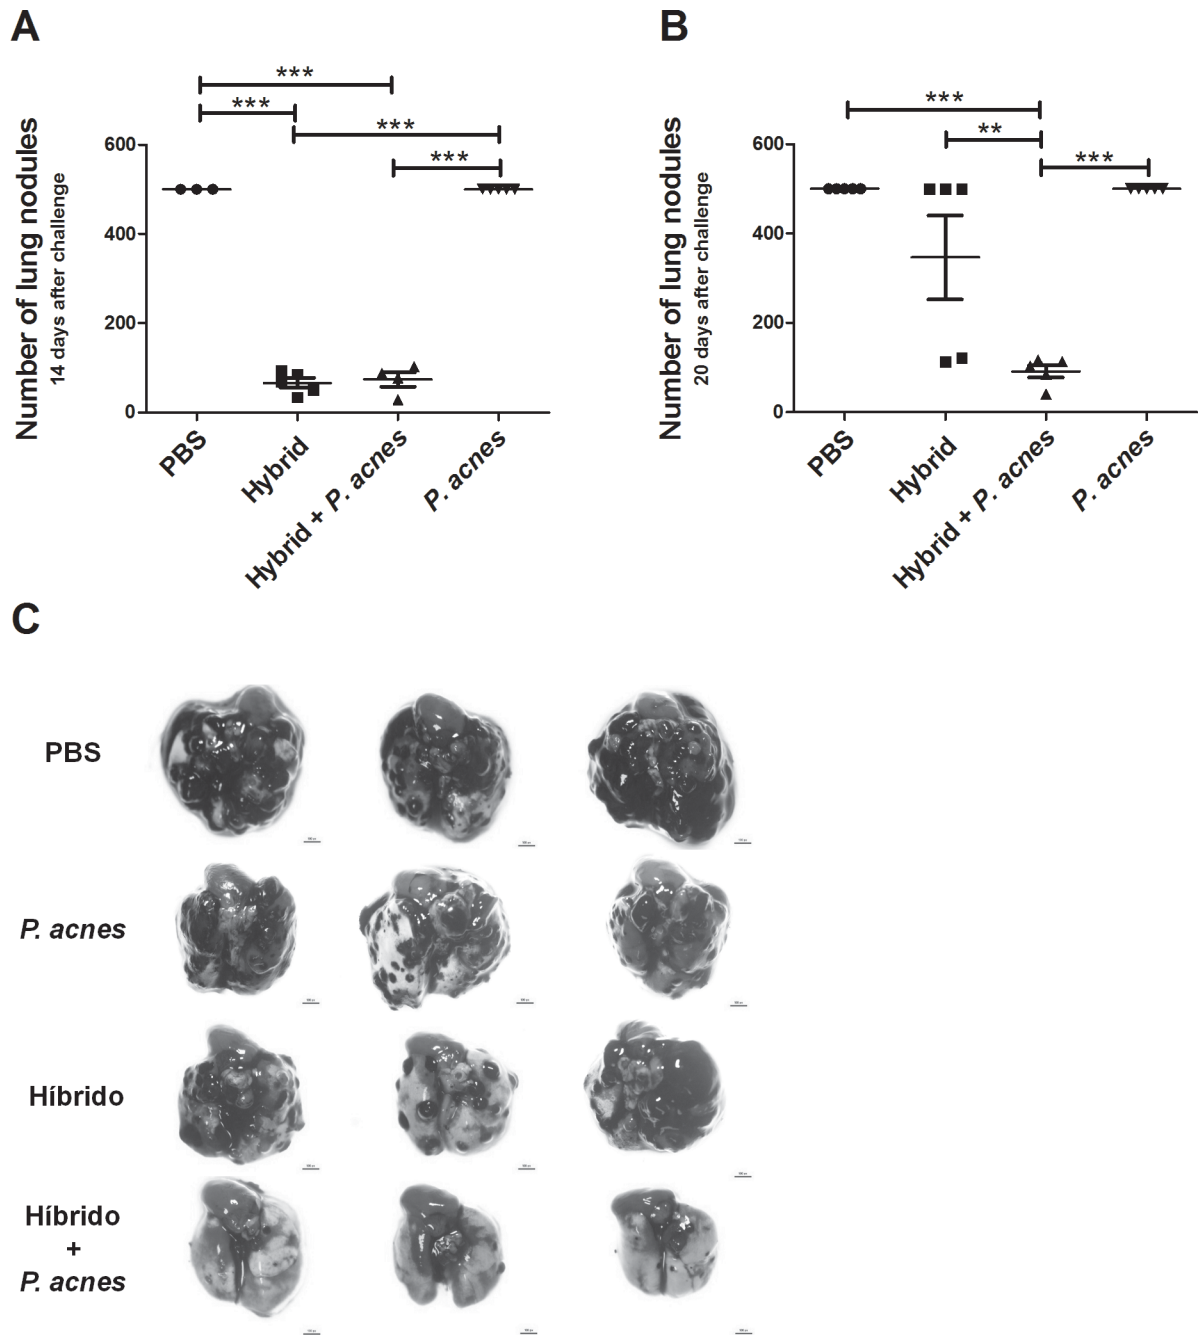 A
B
***
***
***
***
Number of lung nodules
14 days after challenge
600
400
200
0
PBS
Hybrid
Hybrid + P. acnes
P. acnes
***
**
***
Number of lung nodules
20 days after challenge
600
400
200
0
PBS
Hybrid
Hybrid + P. acnes
P. acnes
C
PBS
P. acnes
Híbrido
Híbrido
+
P. acnes